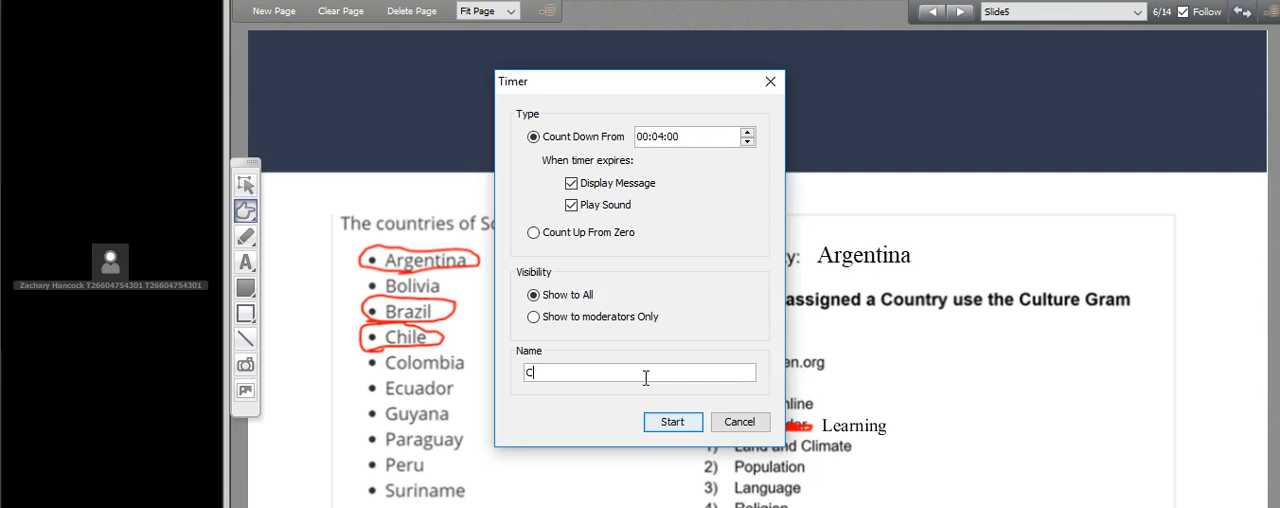 New Page Clear Page Delete Page Fit Page Slide5 6/14 Follow
Timer
Type
Count Down From 00:04:00
When timer expires:
Display Message
Play Sound
Count Up From Zero
Visibility
Show to All
Show to moderators Only
Name
C
Start Cancel
Zachary Hancock T26604754301 T26604754301
The countries of So
Argentina
Bolivia
Brazil
Chile
Colombia
Ecuador
Guyana
Paraguay
Peru
Suriname
y: Argentina
assigned a Country use the Culture Gram
en.org
nline
Learning
1) Land and Climate
2) Population
3) Language
4) Religion